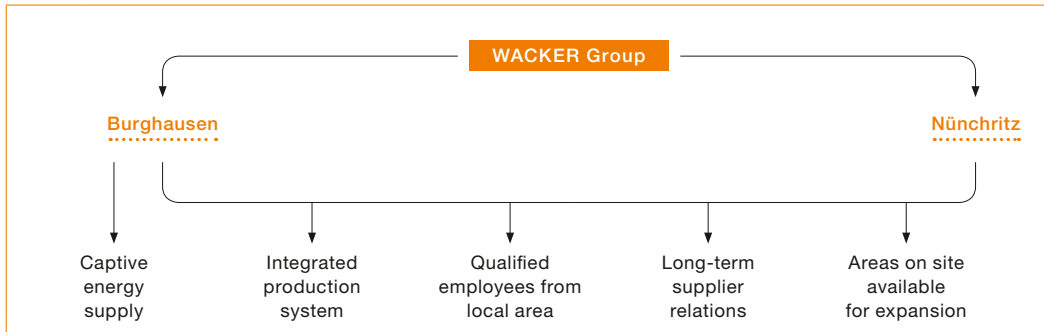 WACKER Group
Burghausen
Nünchritz
Captive
energy
supply
Integrated
production
system
Qualified
employees from
local area
Long-term
supplier
relations
Areas on site
available
for expansion